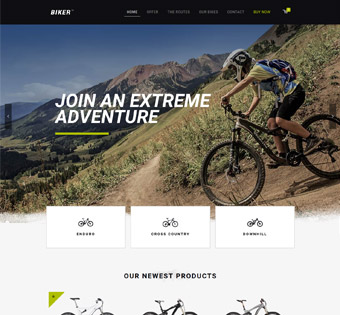 BIKER
HOME INTER THE ROUTES OUR BIKES CONTACT BUY NOW
JOIN AN EXTREME
ADVENTURE
ENDURO CROSS COUNTRY DOWNHILL
OUR NEWEST PRODUCTS